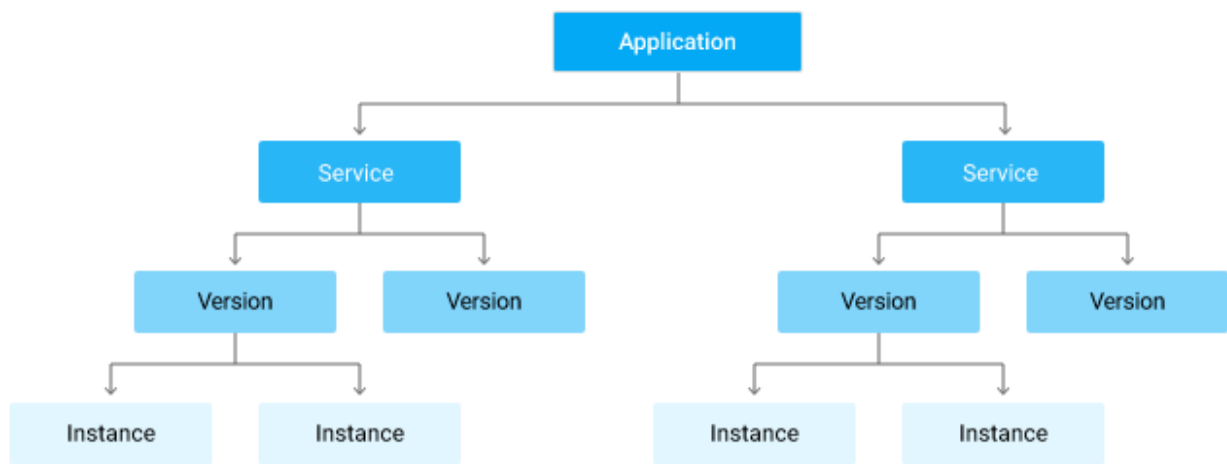 Application
Service
Service
Version
Version
Version
Version
Instance
Instance
Instance
Instance